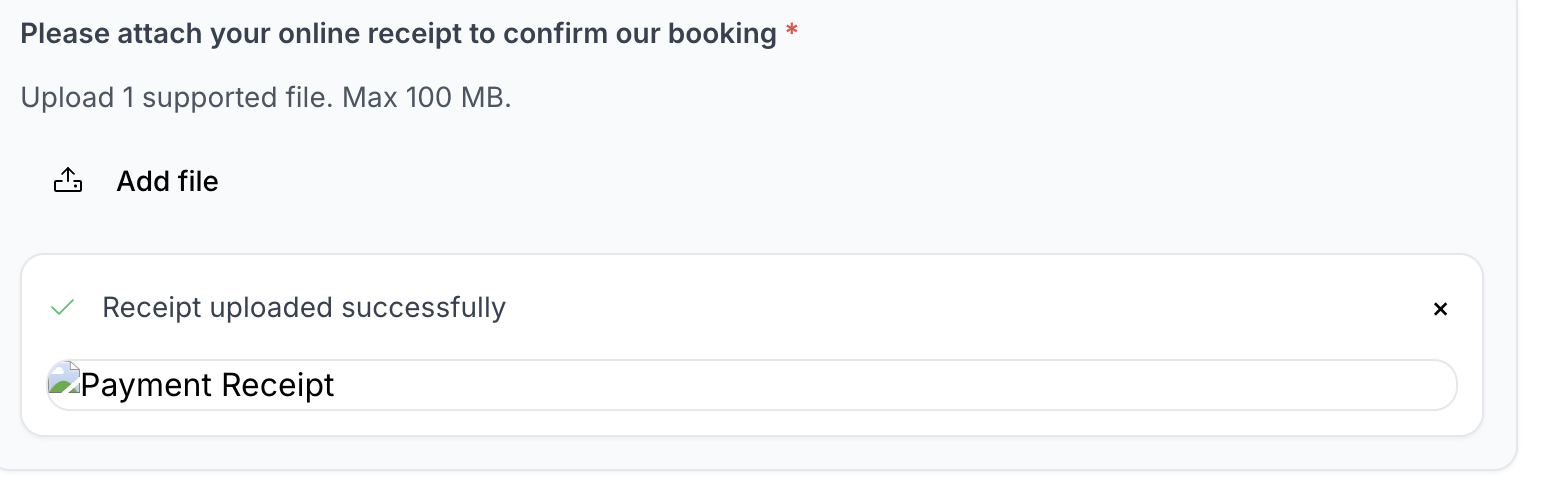 Please attach your online receipt to confirm our booking *
Upload 1 supported file. Max 100 MB.
Add file
Receipt uploaded successfully
×
Payment Receipt